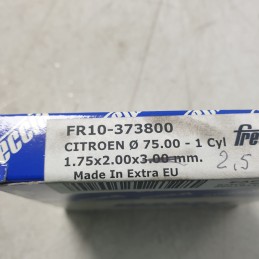 FR10-373800
CITROEN Ø 75.00 - 1 Cyl
1.75x2.00x3.00 mm. 2,5
Made In Extra EU